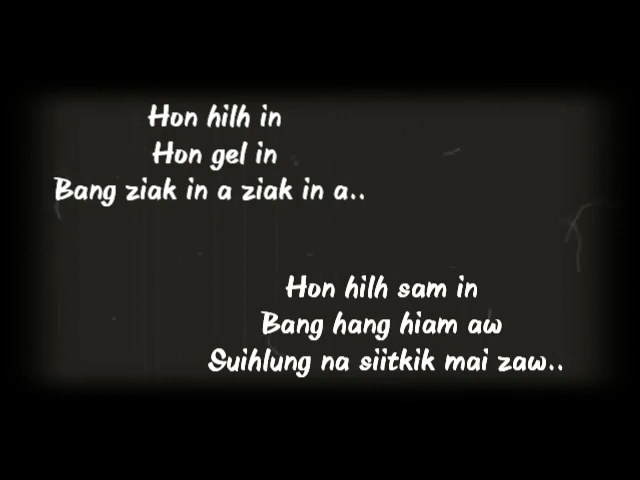 Hon hilh in
Hon gel in
Bang ziak in a ziak in a..
Hon hilh sam in
Bang hang hiam aw
Suihlung na siitkik mai zaw..